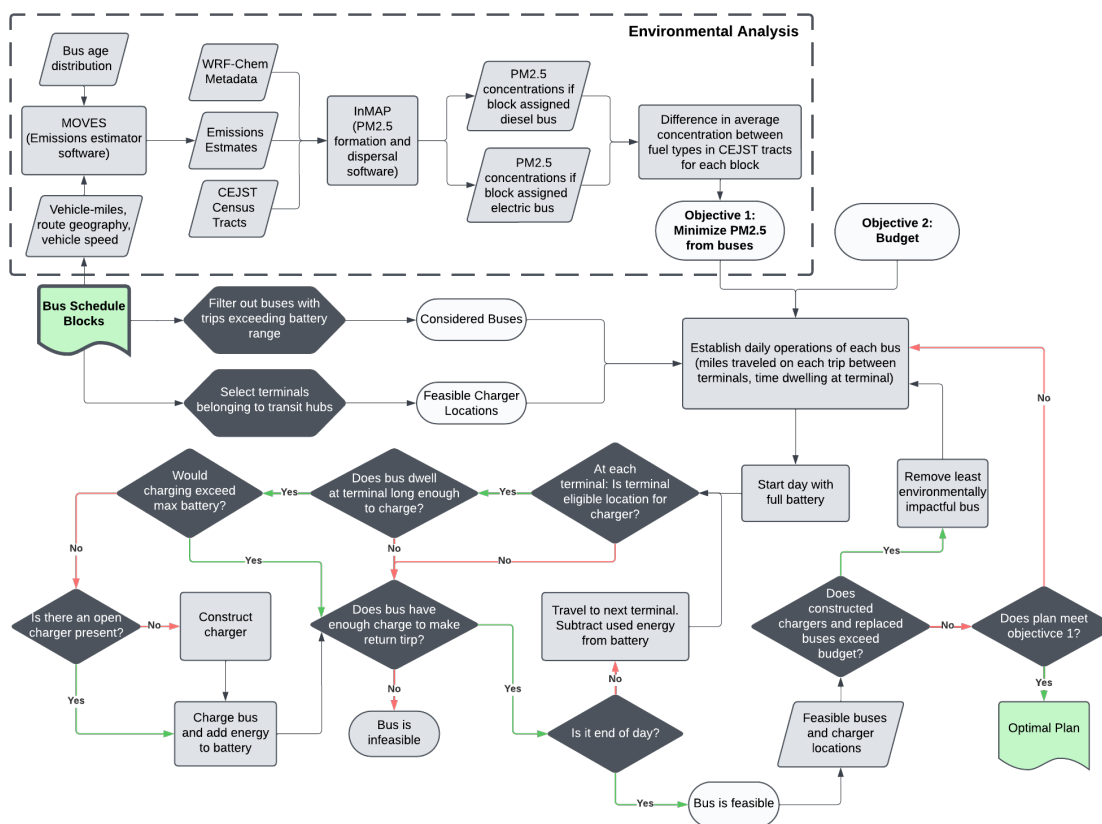 Environmental Analysis
Bus age
distribution
WRF-Chem
Metadata
PM2.5
concentrations if
block assigned
diesel bus
MOVES
(Emissions estimator
software)
Emissions
Estmates
InMAP
(PM2.5
formation and
dispersal
software)
Difference in average
concentration between
fuel types in CEJST tracts
for each block
PM2.5
concentrations if
block assigned
electric bus
CEJST
Census
Tracts
Vehicle-miles,
route geography,
vehicle speed
Objective 1:
Minimize PM2.5
from buses
Objective 2:
Budget
Bus Schedule
Blocks
Filter out buses with
trips exceeding battery
range
Considered Buses
Establish daily operations of each bus
(miles traveled on each trip between
terminals, time dwelling at terminal)
Select terminals
belonging to transit hubs
Feasible Charger
Locations
No
Would
charging exceed
max battery?
Yes
Does bus dwell
at terminal long enough
to charge?
Yes
At each
terminal: Is terminal
eligible location for
charger?
Start day with
full battery
Remove least
environmentally
impactful bus
No
Yes
No
No
Yes
Is there an open
charger present?
No
Construct
charger
Does bus have
enough charge to make
return tirp?
Travel to next terminal.
Subtract used energy
from battery
Does
constructed
chargers and replaced
buses exceed
budget?
No
Does plan meet
objectivce 1?
Yes
No
Yes
No
Yes
Charge bus
and add energy
to battery
Bus is
infeasible
Is it end of day?
Feasible buses
and charger
locations
Optimal Plan
Yes
Bus is feasible